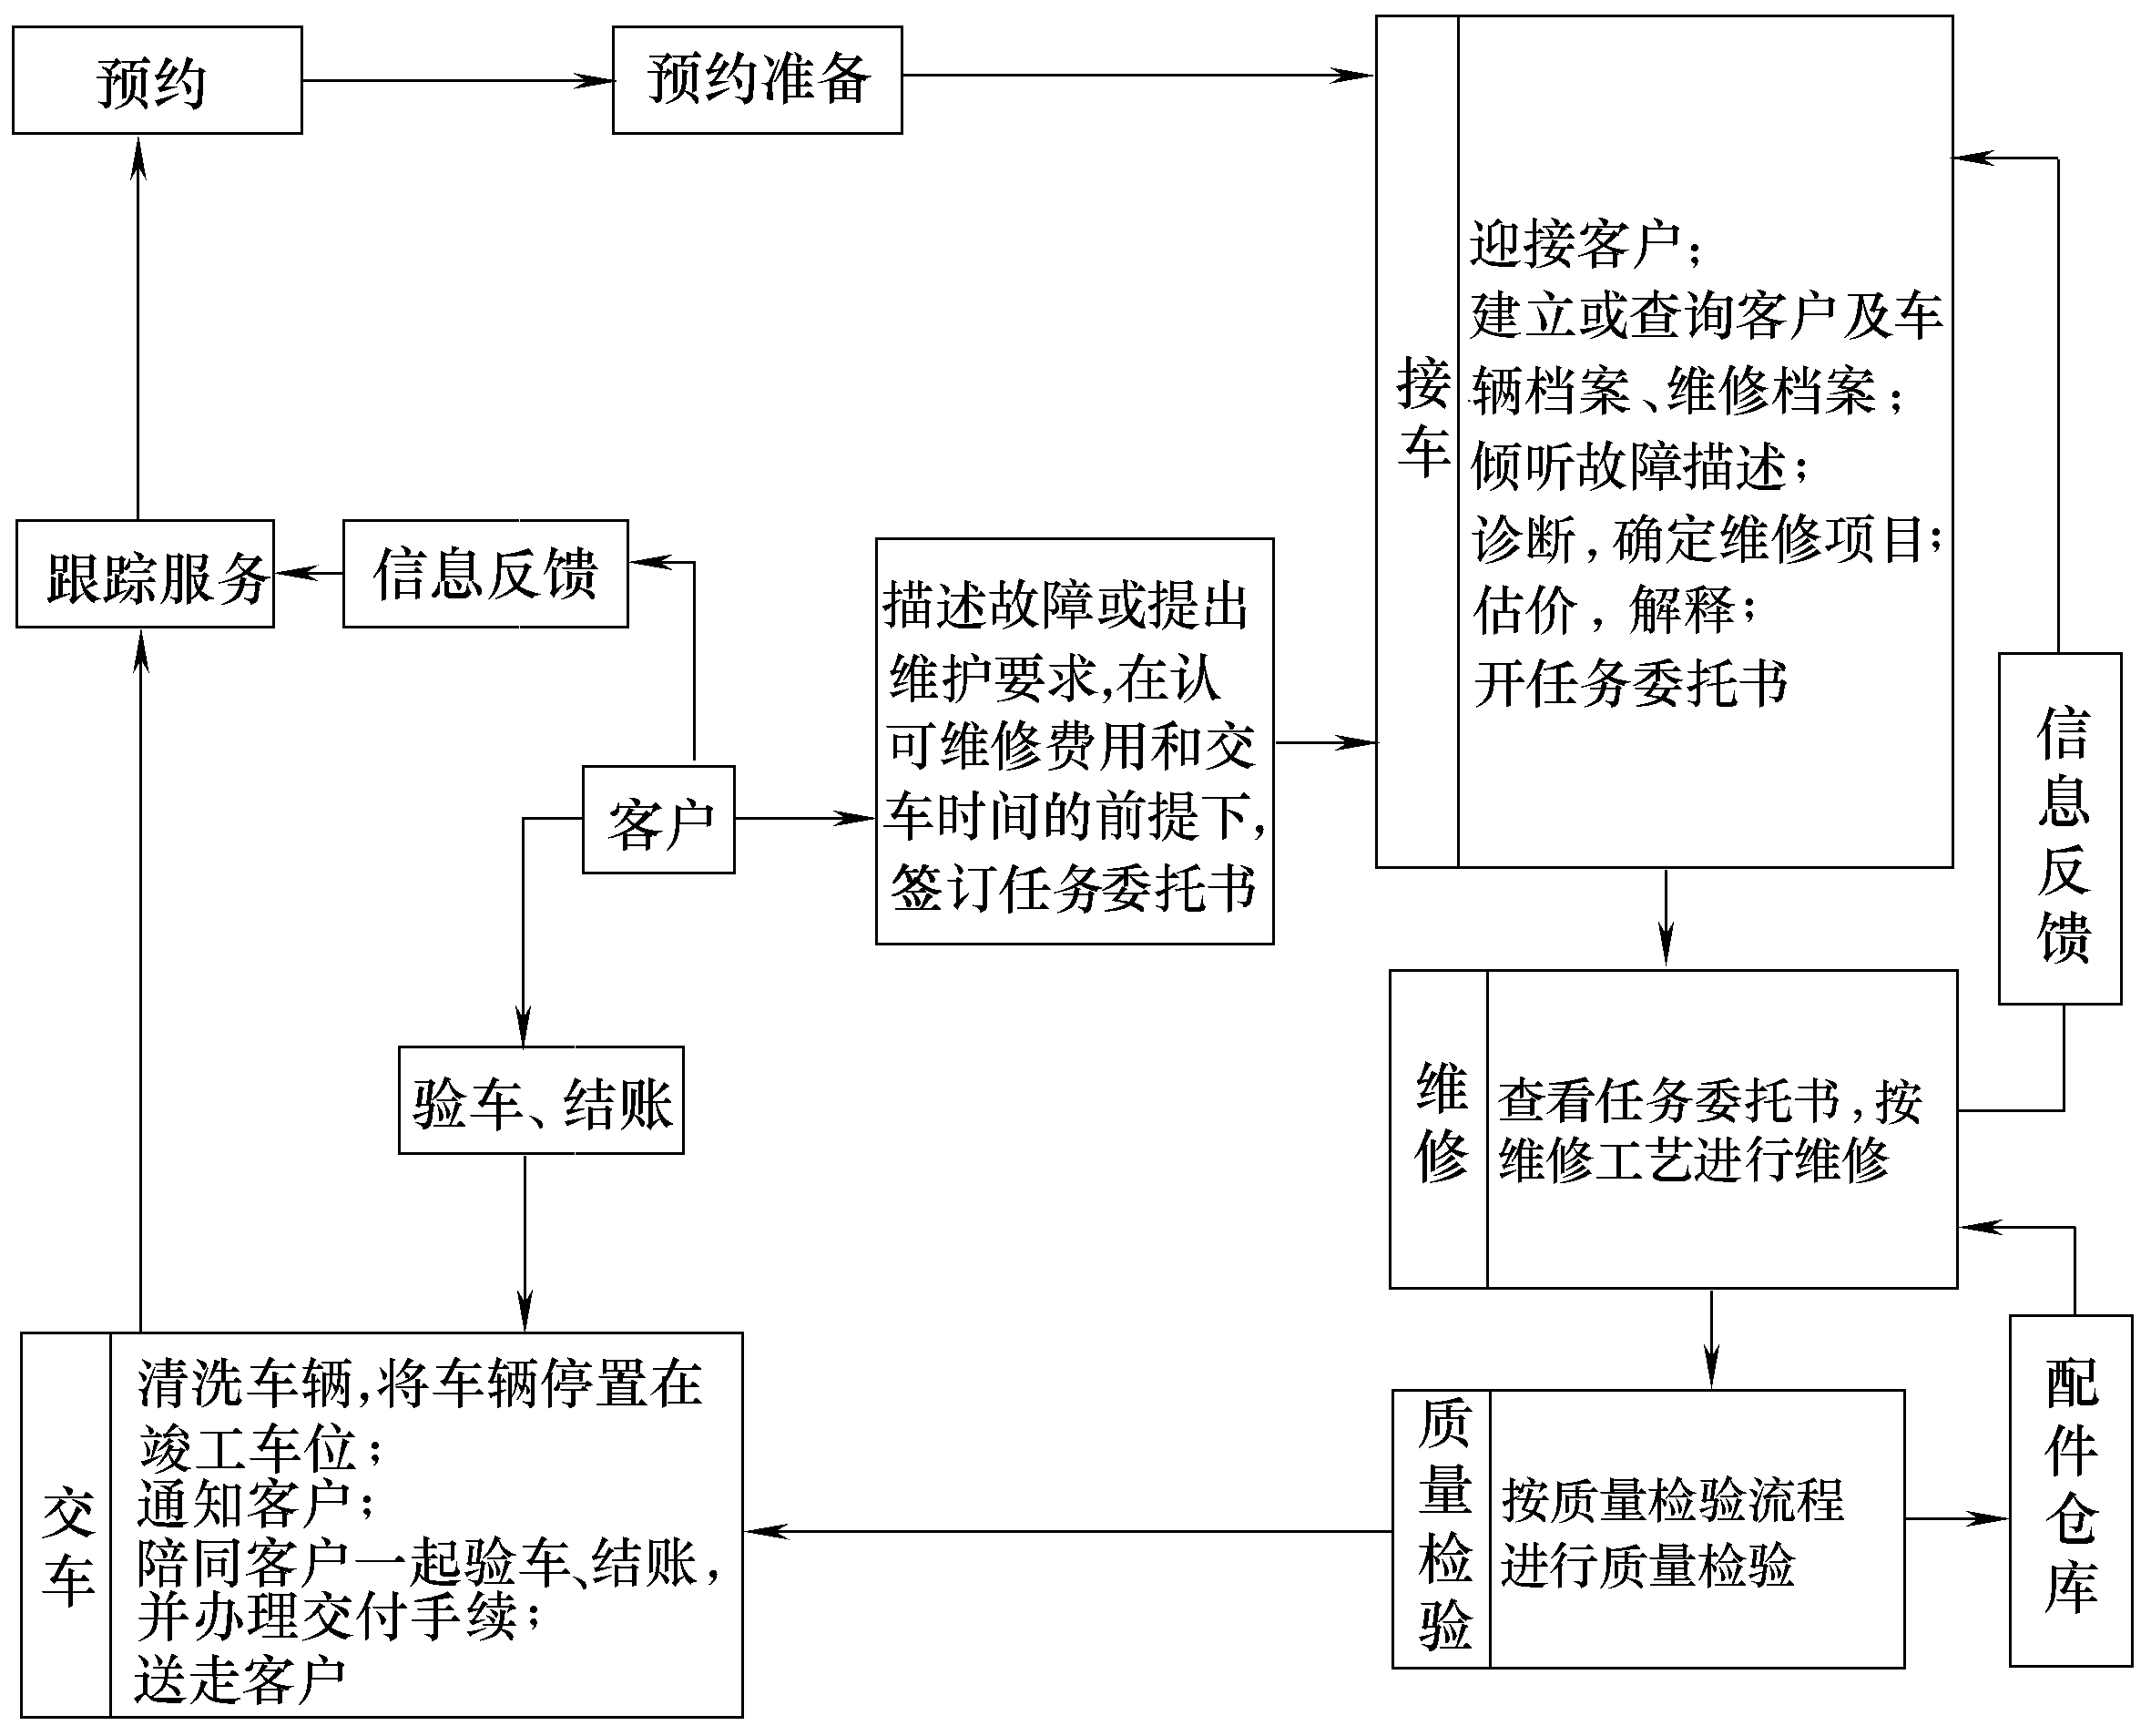 预约
预约准备
接车
迎接客户；
建立或查询客户及车
辆档案、维修档案；
倾听故障描述；
诊断，确定维修项目；
估价，解释；
开任务委托书
跟踪服务
信息反馈
描述故障或提出
维护要求，在认
可维修费用和交
车时间的前提下，
签订任务委托书
客户
信息反馈
验车、结账
维修
查看任务委托书，按
维修工艺进行维修
交车
清洗车辆，将车辆停置在
竣工车位；
通知客户；
陪同客户一起验车、结账，
并办理交付手续；
送走客户
质量检验
按质量检验流程
进行质量检验
配件仓库